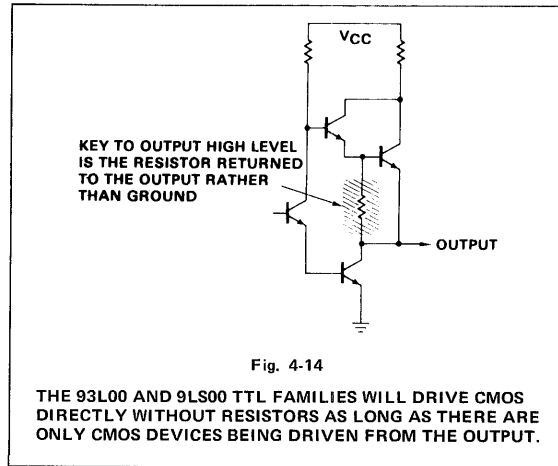 VCC
KEY TO OUTPUT HIGH LEVEL
IS THE RESISTOR RETURNED
TO THE OUTPUT RATHER
THAN GROUND
OUTPUT
Fig. 4-14
THE 93L00 AND 9LS00 TTL FAMILIES WILL DRIVE CMOS
DIRECTLY WITHOUT RESISTORS AS LONG AS THERE ARE
ONLY CMOS DEVICES BEING DRIVEN FROM THE OUTPUT.